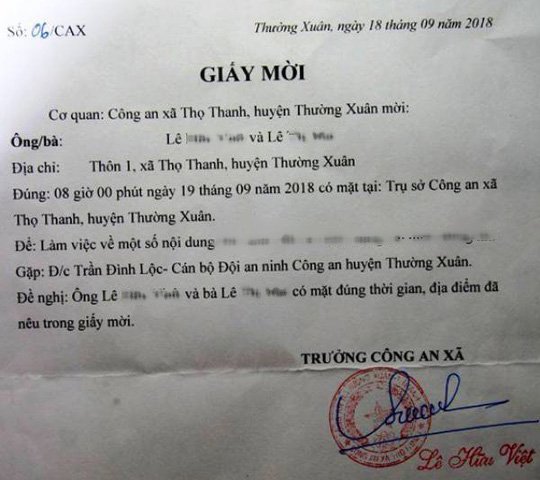 Số: 06/CAX
Thường Xuân, ngày 18 tháng 09 năm 2018
GIẤY MỜI
Cơ quan: Công an xã Thọ Thanh, huyện Thường Xuân mời:
Ông/bà: Lê và Lê
Địa chỉ: Thôn 1, xã Thọ Thanh, huyện Thường Xuân
Đúng: 08 giờ 00 phút ngày 19 tháng 09 năm 2018 có mặt tại: Trụ sở Công an xã
Thọ Thanh, huyện Thường Xuân.
Để: Làm việc về một số nội dung
Gặp: Đ/c Trần Đình Lộc- Cán bộ Đội an ninh Công an huyện Thường Xuân.
Đề nghị: Ông Lê và bà Lê có mặt đúng thời gian, địa điểm đã
nêu trong giấy mời.
TRƯỞNG CÔNG AN XÃ
Lê Hữu Việt